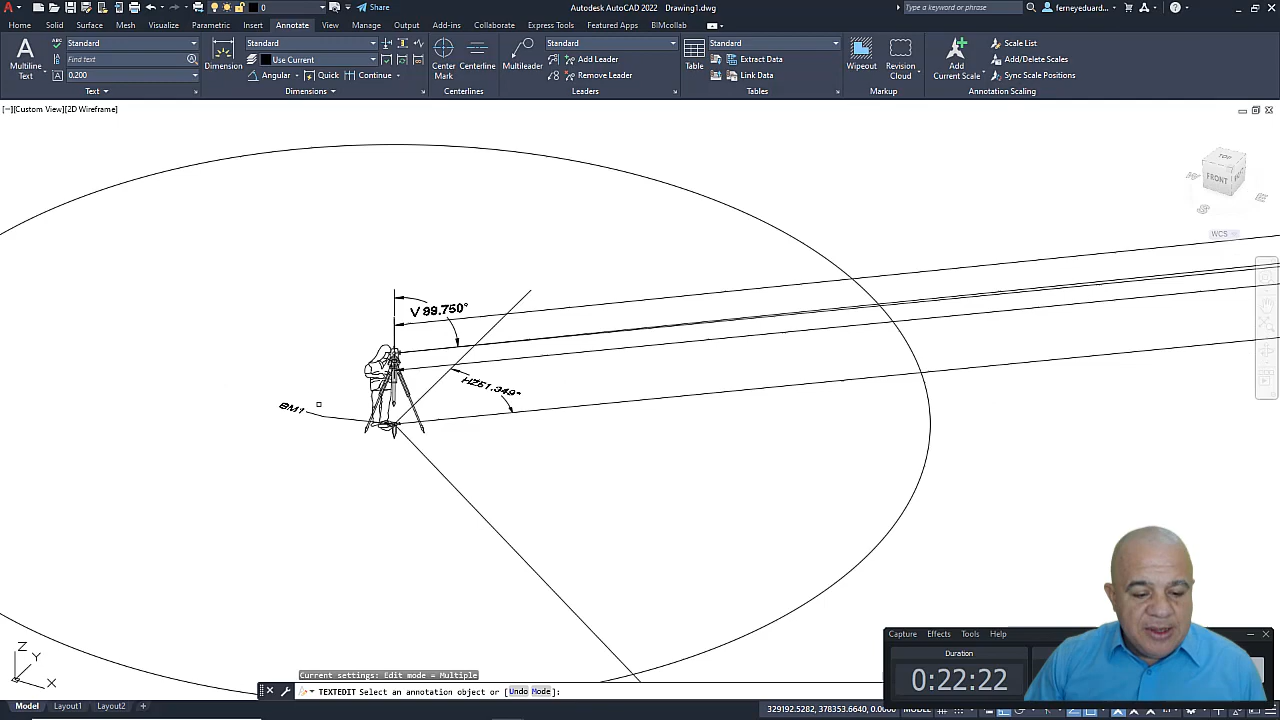 0
Share
Autodesk AutoCAD 2022 Drawing1.dwg
Type a keyword or phrase
ferneyeduard...
Home
Solid
Surface
Mesh
Visualize
Parametric
Insert
Annotate
View
Manage
Output
Add-ins
Collaborate
Express Tools
Featured Apps
BIMcollab
Multiline
Text
Standard
Find text
0.200
Text
Dimension
Standard
Use Current
Angular
Quick
Continue
Dimensions
Center
Mark
Centerline
Centerlines
Multileader
Standard
Add Leader
Remove Leader
Leaders
Table
Standard
Extract Data
Link Data
Tables
Wipeout
Revision
Cloud
Markup
Add
Current Scale
Scale List
Add/Delete Scales
Sync Scale Positions
Annotation Scaling
[−][Custom View][2D Wireframe]
TOP
FRONT
W
S
E
WCS
V 99.750°
BM1
Z
Y
X
Capture
Effects
Tools
Help
Duration
0:22:22
Current settings: Edit mode = Multiple
TEXTEDIT Select an annotation object or [Undo Mode]:
Model
Layout1
Layout2
+
329192.5282, 378353.6640, 0.0000
MODEL